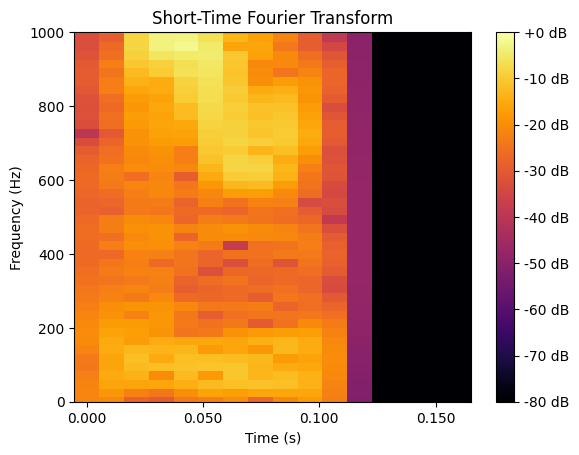 Short-Time Fourier Transform
Frequency (Hz)
1000
800
600
400
200
0
0.000
0.050
0.100
0.150
Time (s)
+0 dB
-10 dB
-20 dB
-30 dB
-40 dB
-50 dB
-60 dB
-70 dB
-80 dB